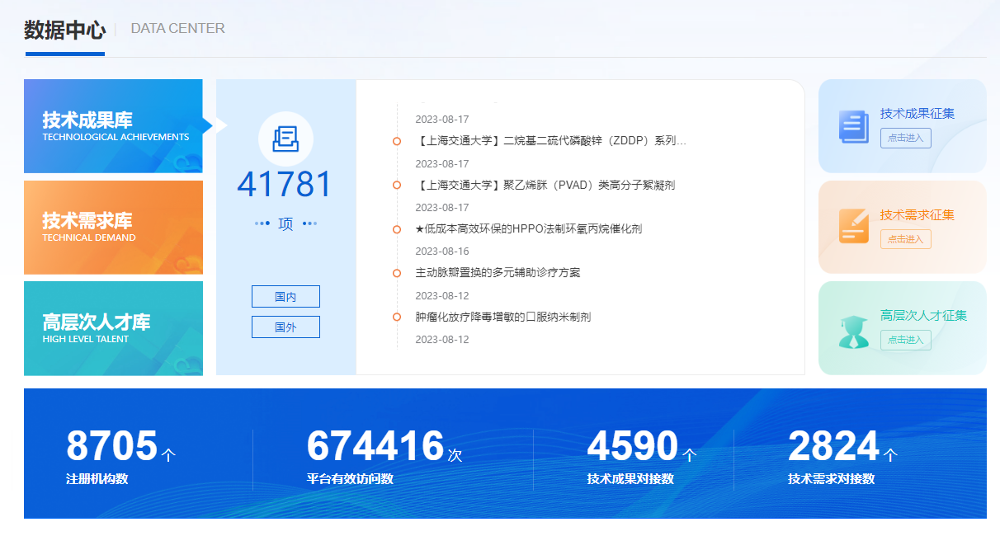 数据中心
DATA CENTER
技术成果库
TECHNOLOGICAL ACHIEVEMENTS
技术需求库
TECHNICAL DEMAND
高层次人才库
HIGH LEVEL TALENT
41781
项
国内
国外
2023-08-17
【上海交通大学】二烷基二硫代磷酸锌（ZDDP）系列...
2023-08-17
【上海交通大学】聚乙烯脒（PVAD）类高分子絮凝剂
2023-08-17
★低成本高效环保的HPPO法制环氧丙烷催化剂
2023-08-16
主动脉瓣置换的多元辅助诊疗方案
2023-08-12
肿瘤化放疗降毒增敏的口服纳米制剂
2023-08-12
技术成果征集
点击进入
技术需求征集
点击进入
高层次人才征集
点击进入
8705个
注册机构数
674416次
平台有效访问数
4590个
技术成果对接数
2824个
技术需求对接数